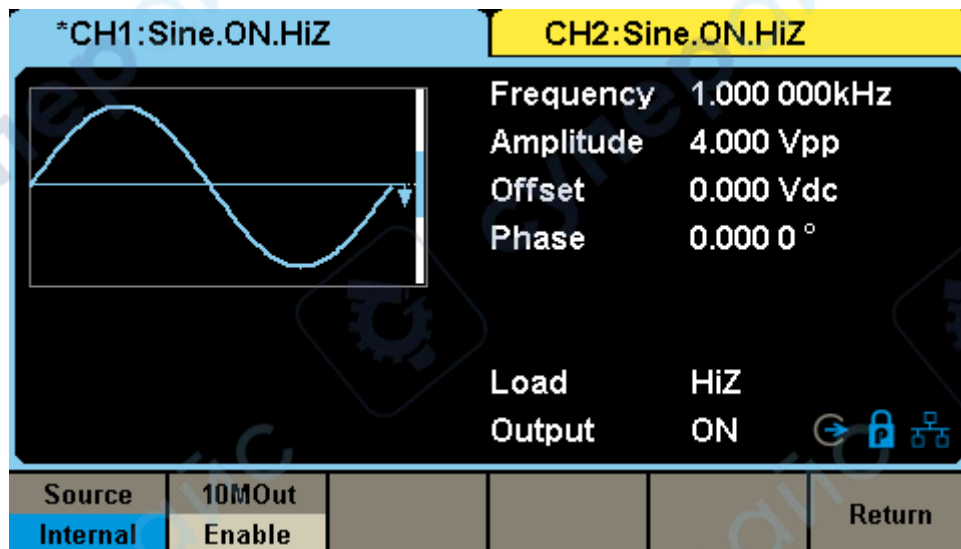 *CH1:Sine.ON.HiZ
CH2:Sine.ON.HiZ
Frequency 1.000 000kHz
Amplitude 4.000 Vpp
Offset 0.000 Vdc
Phase 0.000 0 °
Load HiZ
Output ON
P
Source 10MOut
Internal Enable
Return